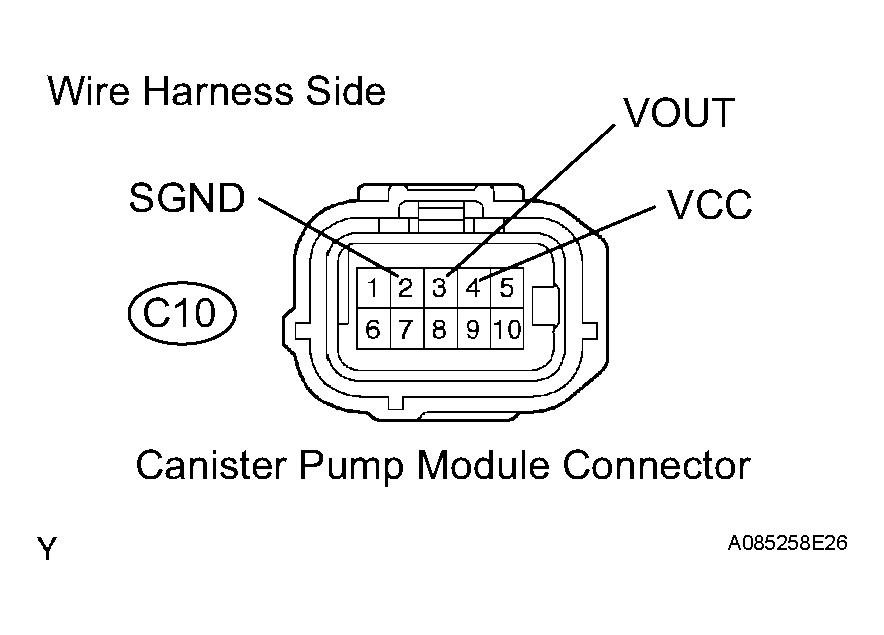 Wire Harness Side
VOUT
SGND
VCC
C10
1 2 3 4 5
6 7 8 9 10
Canister Pump Module Connector
Y
A085258E26